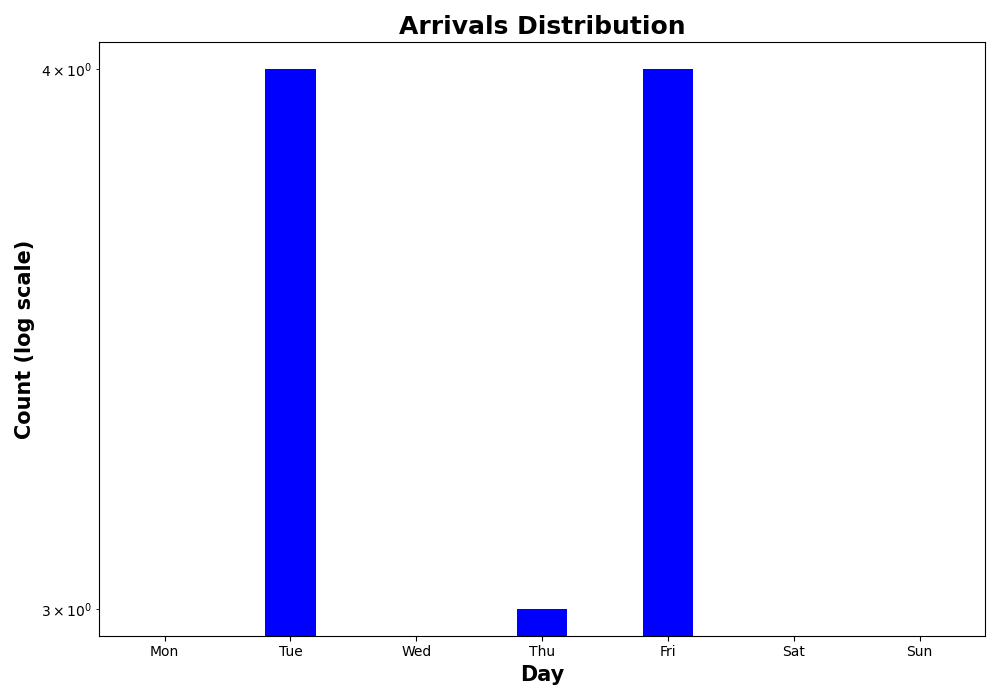 Arrivals Distribution
4 × 10⁰
3 × 10⁰
Count (log scale)
Mon Tue Wed Thu Fri Sat Sun
Day